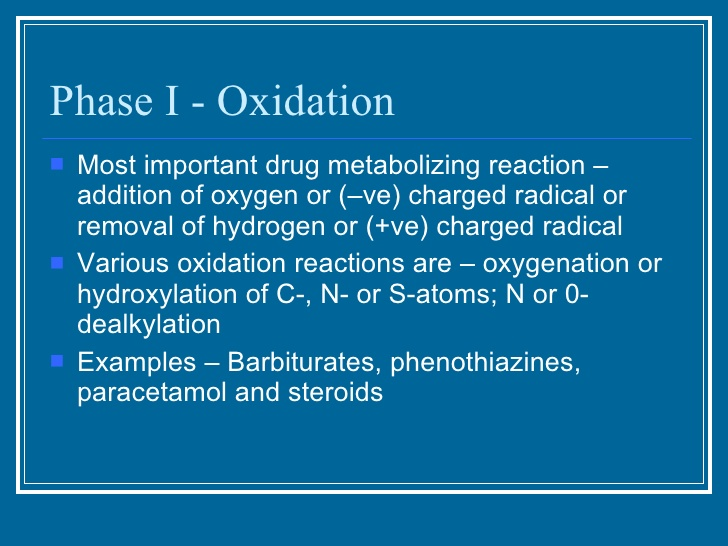 Phase I - Oxidation
Most important drug metabolizing reaction –
addition of oxygen or (–ve) charged radical or
removal of hydrogen or (+ve) charged radical
Various oxidation reactions are – oxygenation or
hydroxylation of C-, N- or S-atoms; N or 0-
dealkylation
Examples – Barbiturates, phenothiazines,
paracetamol and steroids